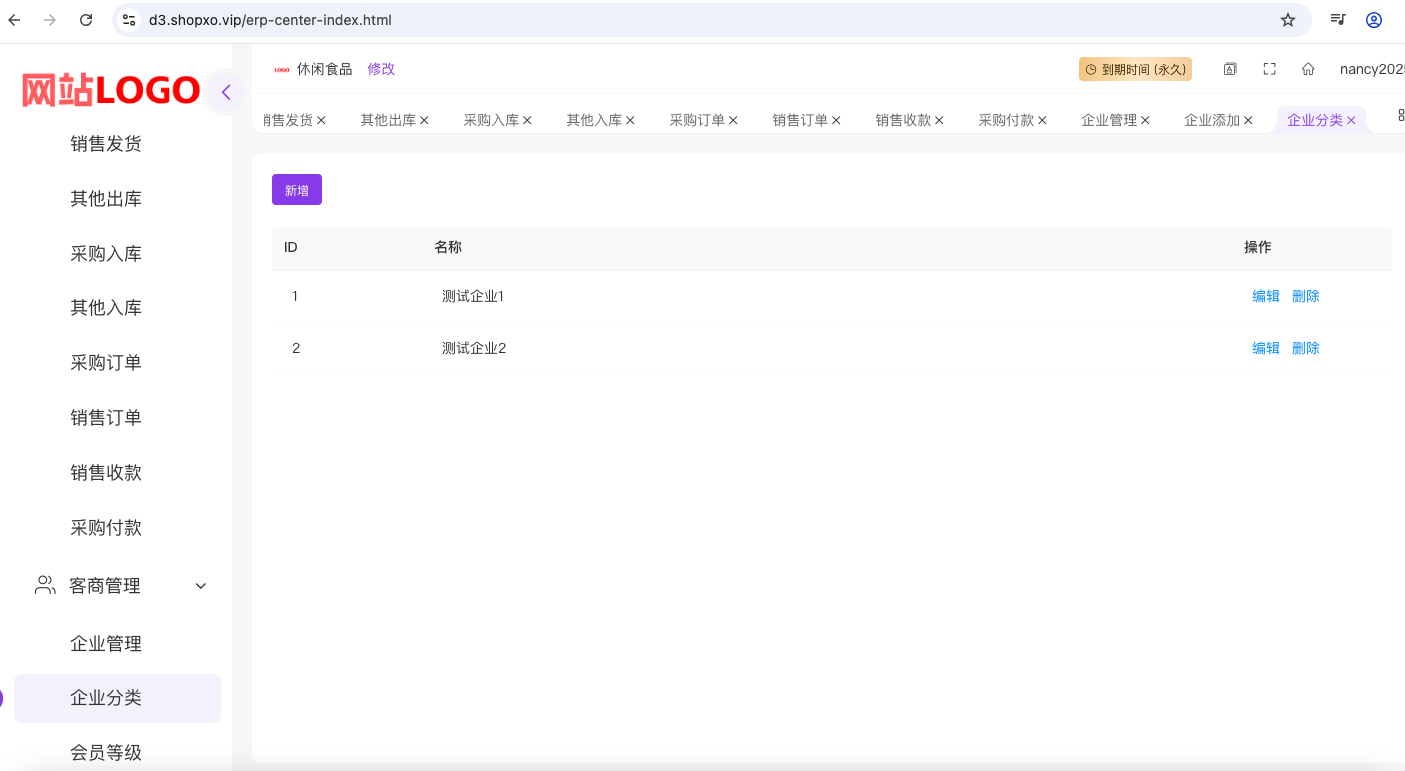 d3.shopxo.vip/erp-center-index.html
网站LOGO
销售发货
其他出库
采购入库
其他入库
采购订单
销售订单
销售收款
采购付款
客商管理
企业管理
企业分类
会员等级
LOGO 休闲食品 修改 到期时间 (永久) nancy202
销售发货 其他出库 采购入库 其他入库 采购订单 销售订单 销售收款 采购付款 企业管理 企业添加 企业分类
新增
ID 名称 操作
1 测试企业1 编辑 删除
2 测试企业2 编辑 删除